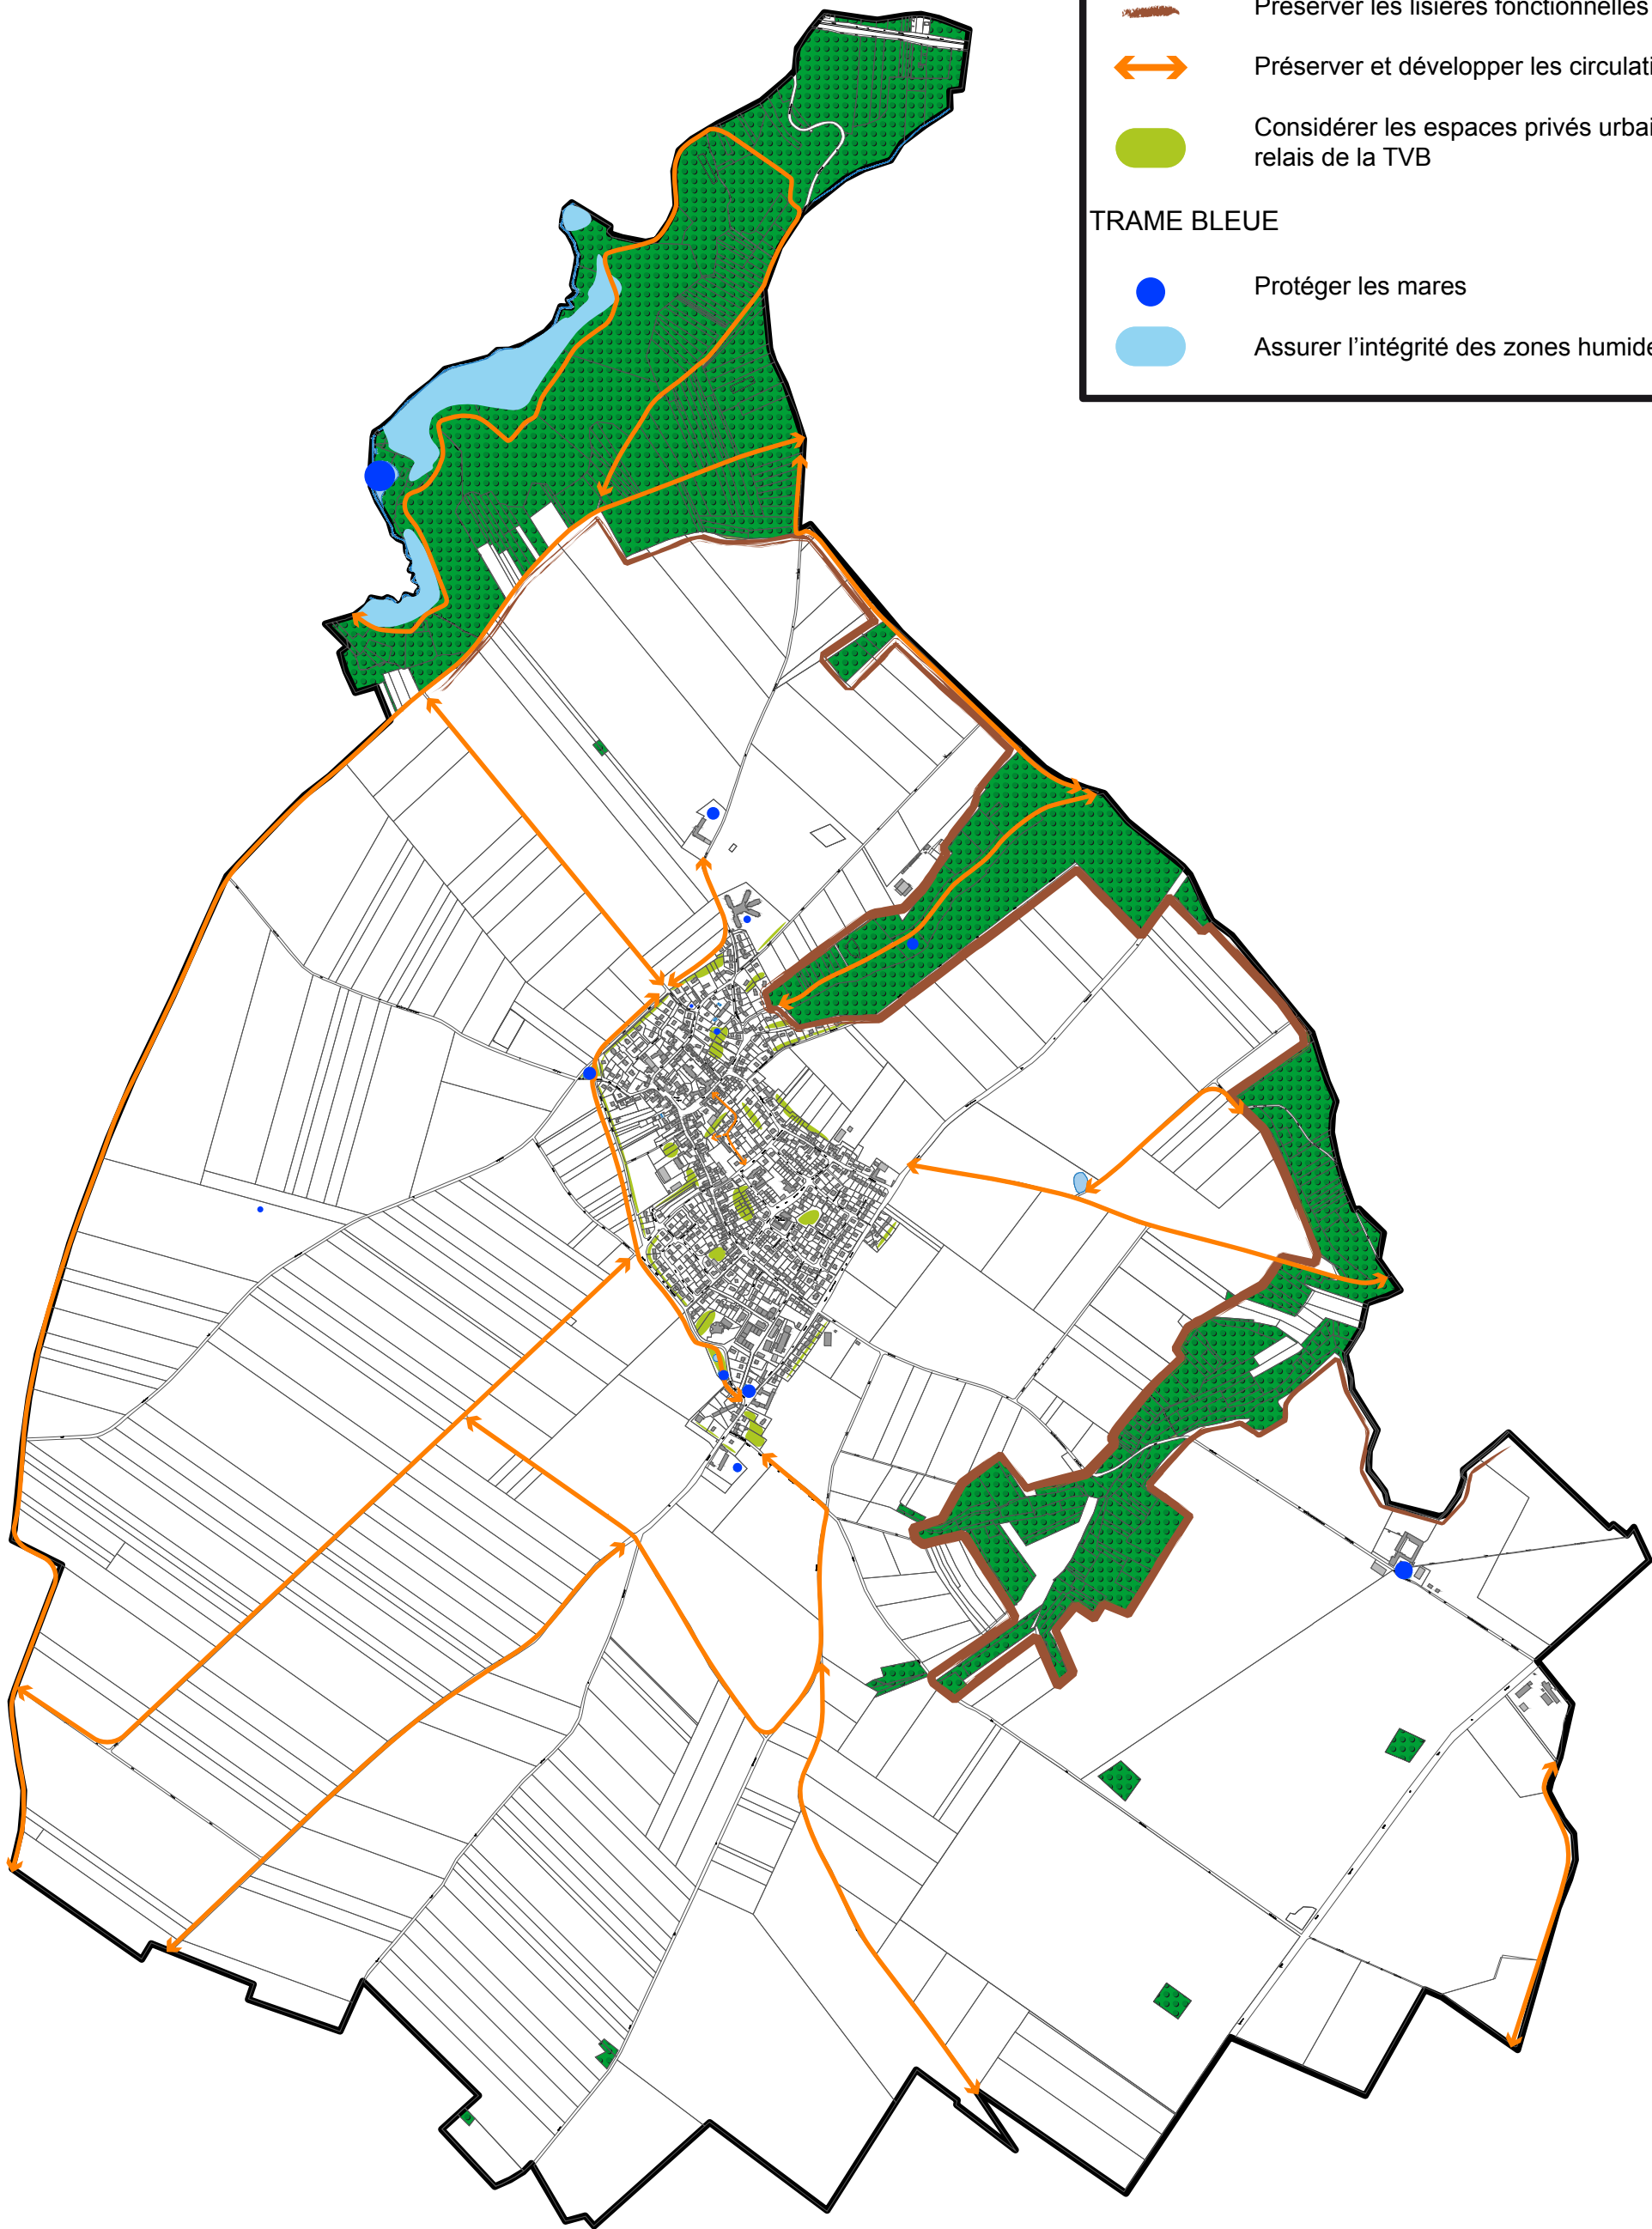 Préserver les lisières fonctionnelles
Préserver et développer les circulati
Considérer les espaces privés urbai
relais de la TVB
TRAME BLEUE
Protéger les mares
Assurer l'intégrité des zones humide